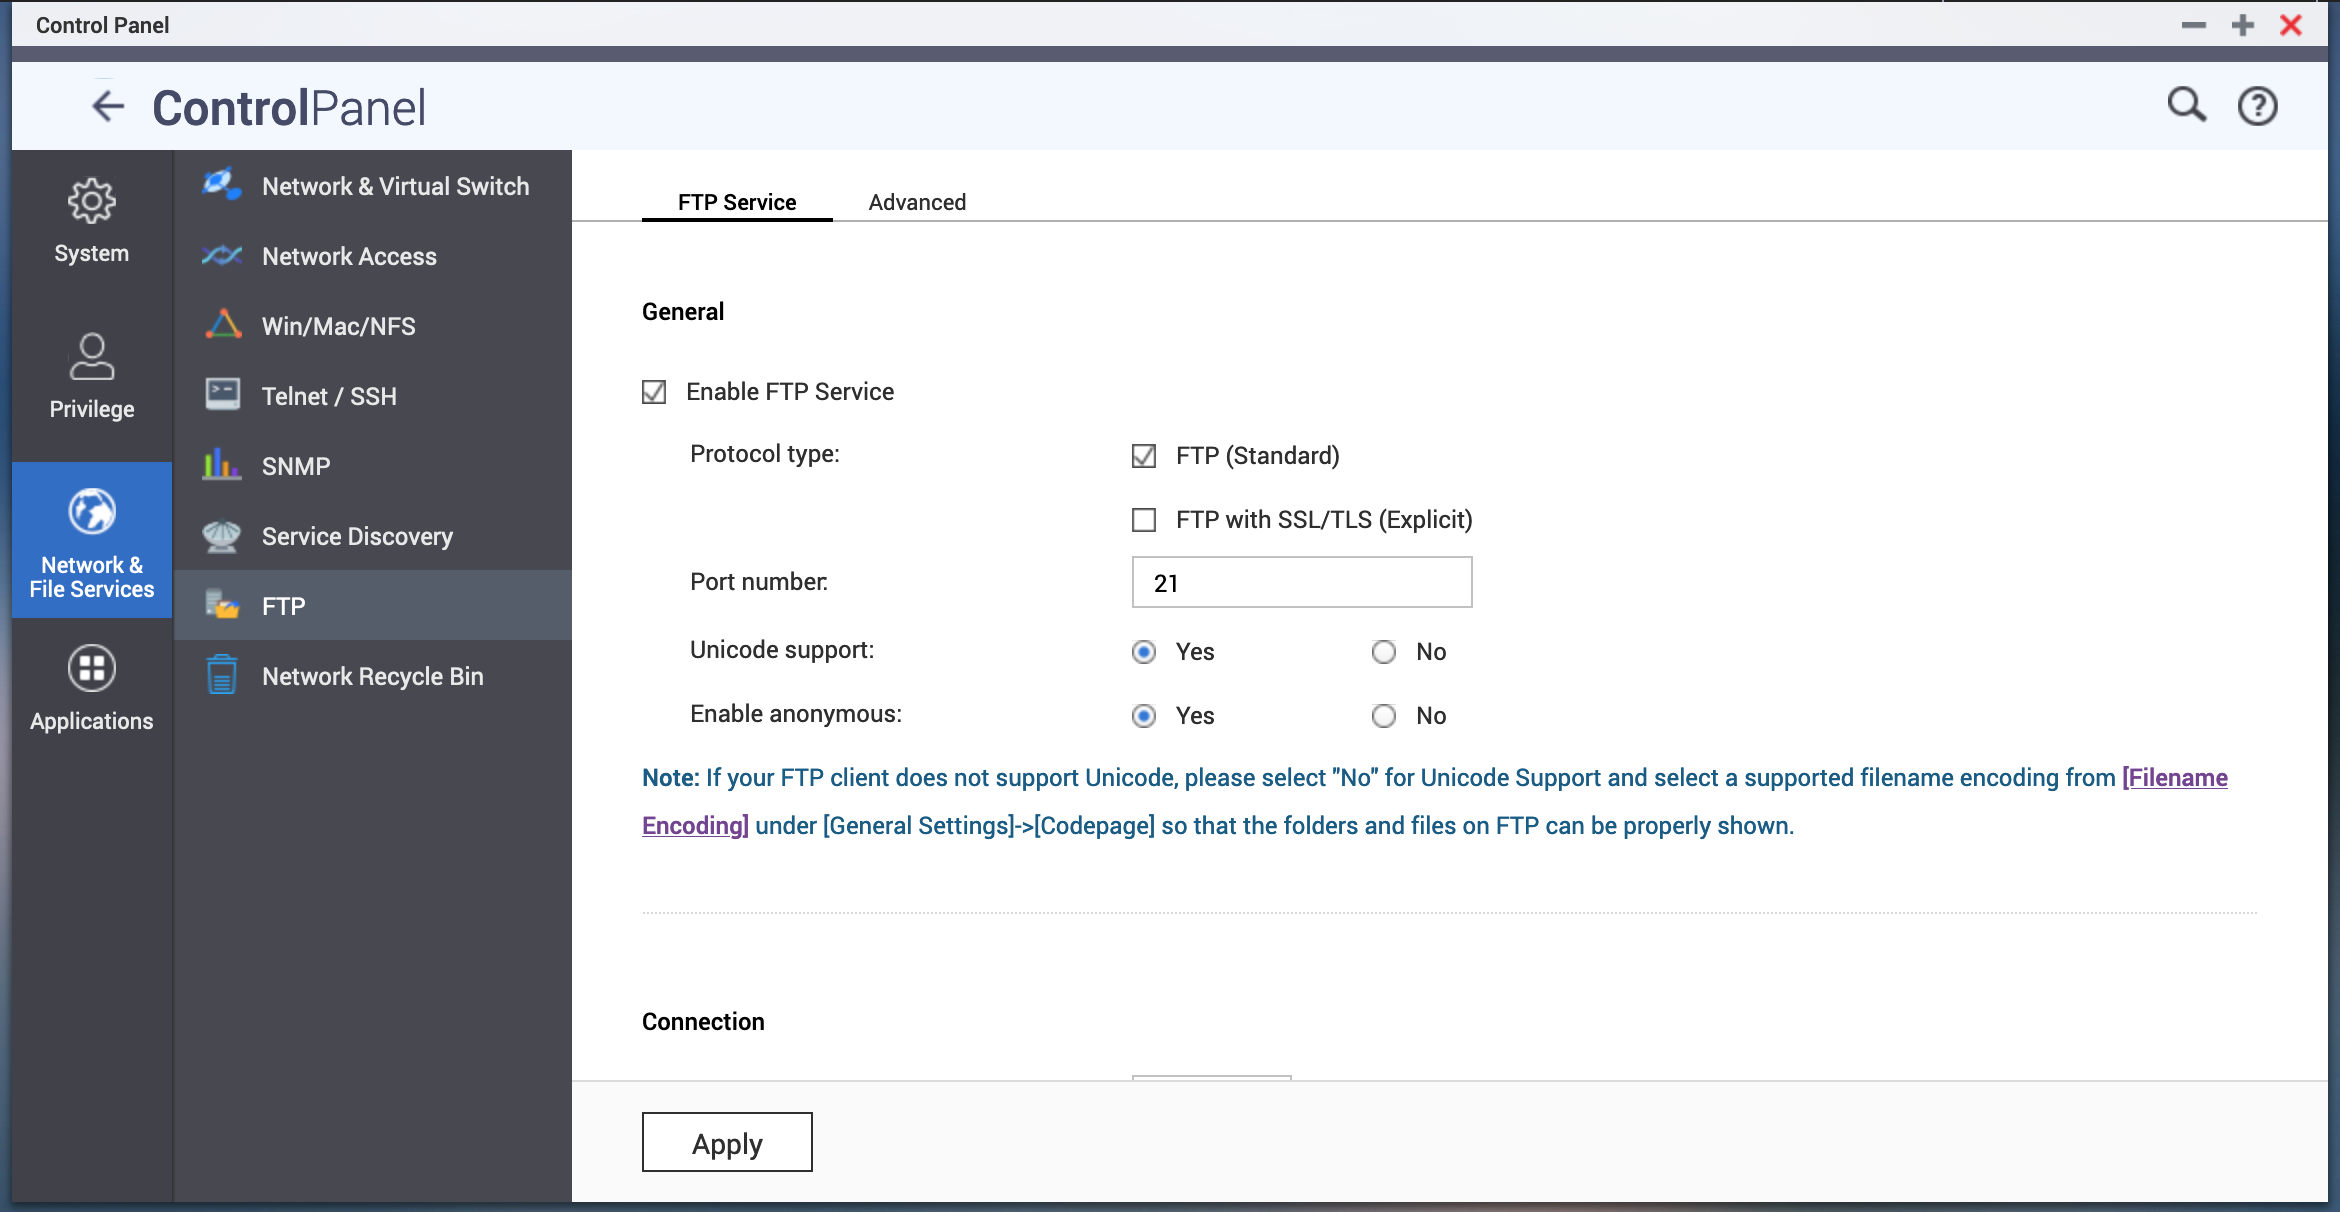 Control Panel
ControlPanel
System
Privilege
Network &
File Services
Applications
Network & Virtual Switch
Network Access
Win/Mac/NFS
Telnet / SSH
SNMP
Service Discovery
FTP
Network Recycle Bin
FTP Service
Advanced
General
Enable FTP Service
Protocol type:
FTP (Standard)
FTP with SSL/TLS (Explicit)
Port number:
21
Unicode support:
Yes
No
Enable anonymous:
Yes
No
Note: If your FTP client does not support Unicode, please select "No" for Unicode Support and select a supported filename encoding from [Filename
Encoding] under [General Settings]->[Codepage] so that the folders and files on FTP can be properly shown.
Connection
Apply